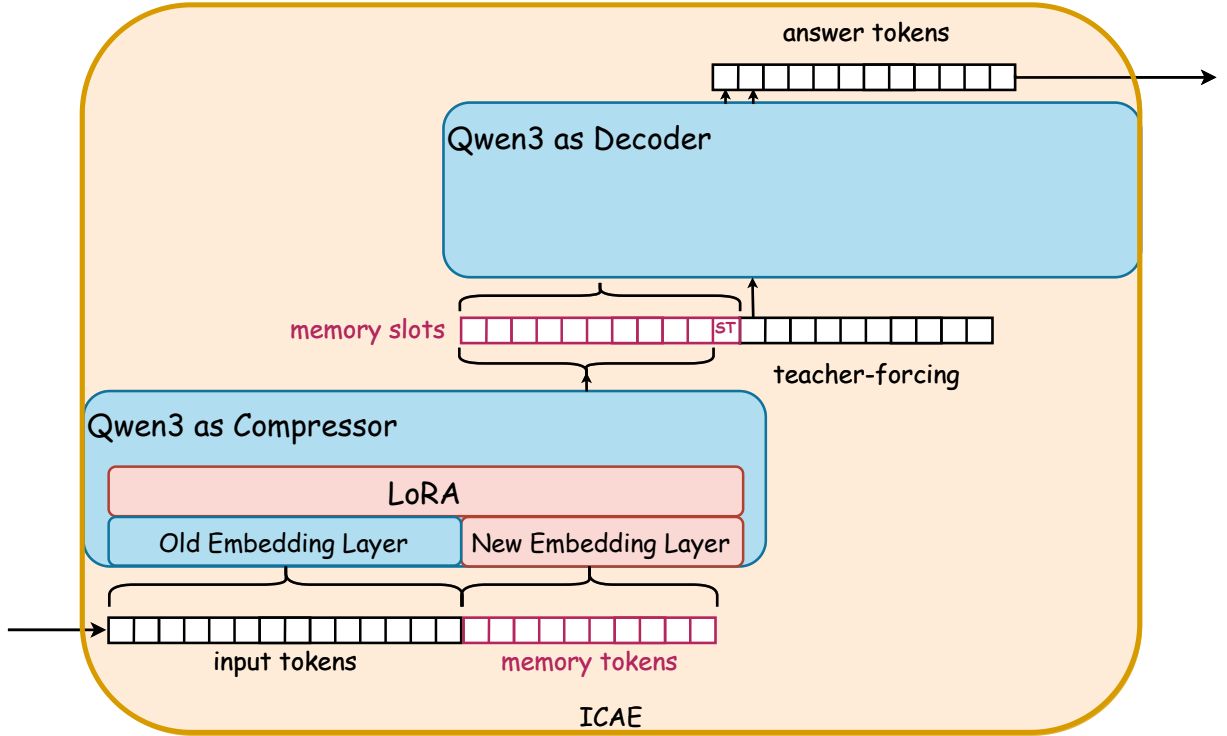 answer tokens
Qwen3 as Decoder
memory slots
ST
teacher-forcing
Qwen3 as Compressor
LoRA
Old Embedding Layer
New Embedding Layer
input tokens
memory tokens
ICAE